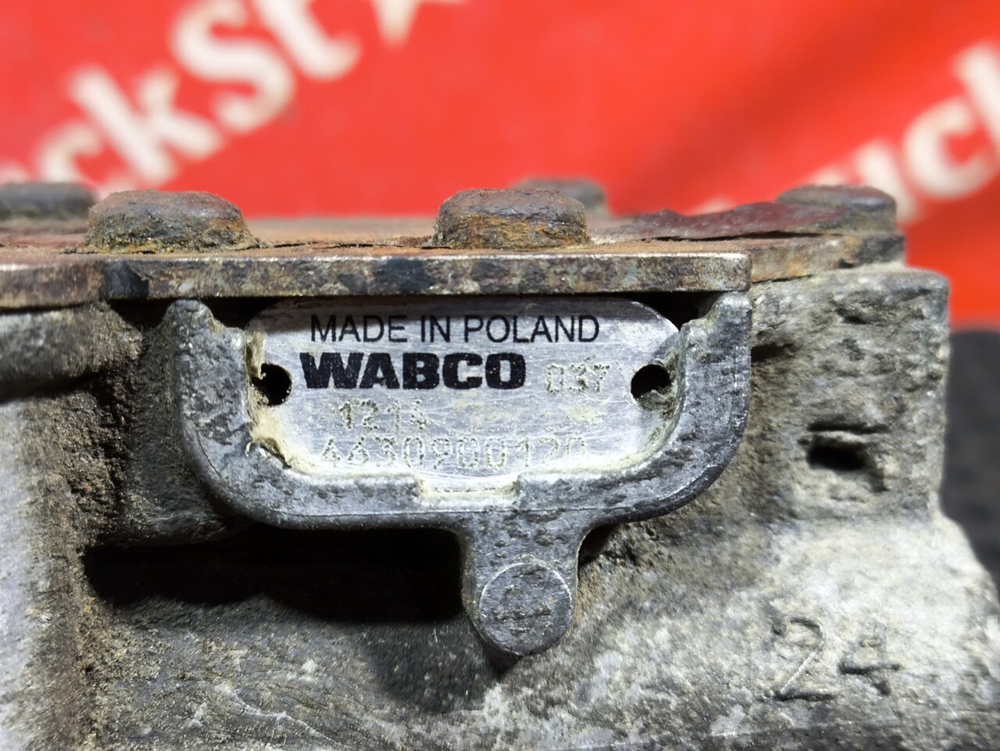 MADE IN POLAND
WABCO 037
1214
4630900120
24